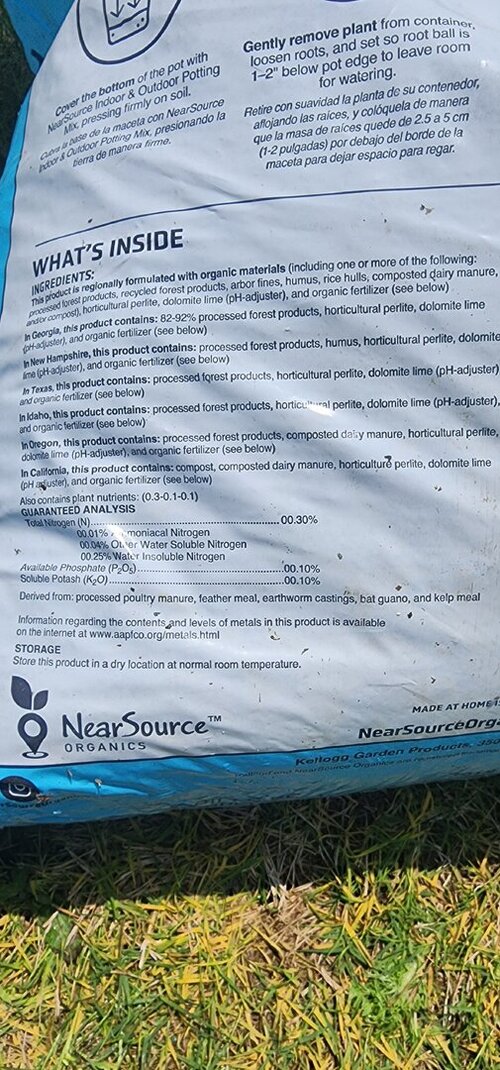 Cover the bottom of the pot with
NearSource Indoor & Outdoor Potting
Mix, pressing firmly on soil.
Cubra la base de la maceta con NearSource
Indoor & Outdoor Potting Mix, presionando la
tierra de manera firme.
Gently remove plant from container,
loosen roots, and set so root ball is
1–2" below pot edge to leave room
for watering.
Retire con suavidad la planta de su contenedor,
aflojando las raíces, y colóquela de manera
que la masa de raíces quede de 2.5 a 5 cm
(1-2 pulgadas) por debajo del borde de la
maceta para dejar espacio para regar.
WHAT'S INSIDE
INGREDIENTS:
This product is regionally formulated with organic materials (including one or more of the following:
processed forest products, recycled forest products, arbor fines, humus, rice hulls, composted dairy manure,
and/or compost), horticultural perlite, dolomite lime (pH-adjuster), and organic fertilizer (see below)
In Georgia, this product contains: 82-92% processed forest products, horticultural perlite, dolomite lime
(pH-adjuster), and organic fertilizer (see below)
In New Hampshire, this product contains: processed forest products, humus, horticultural perlite, dolomite
lime (pH-adjuster), and organic fertilizer (see below)
In Texas, this product contains: processed forest products, horticultural perlite, dolomite lime (pH-adjuster)
and organic fertilizer (see below)
In Idaho, this product contains: processed forest products, horticultural perlite, dolomite lime (pH-adjuster),
and organic fertilizer (see below)
In Oregon, this product contains: processed forest products, composted dairy manure, horticultural perlite,
dolomite lime (pH-adjuster), and organic fertilizer (see below)
In California, this product contains: compost, composted dairy manure, horticulture perlite, dolomite lime
(pH adjuster), and organic fertilizer (see below)
Also contains plant nutrients: (0.3-0.1-0.1)
GUARANTEED ANALYSIS
Total Nitrogen (N)...............00.30%
00.01% Ammoniacal Nitrogen
00.04% Other Water Soluble Nitrogen
00.25% Water Insoluble Nitrogen
Available Phosphate (P₂O₅)...............00.10%
Soluble Potash (K₂O)...............00.10%
Derived from: processed poultry manure, feather meal, earthworm castings, bat guano, and kelp meal
Information regarding the contents and levels of metals in this product is available
on the internet at www.aapfco.org/metals.html
STORAGE
Store this product in a dry location at normal room temperature.
NearSource™
ORGANICS
MADE AT HOME
NearSourceOrg
Kellogg Garden Products, 350